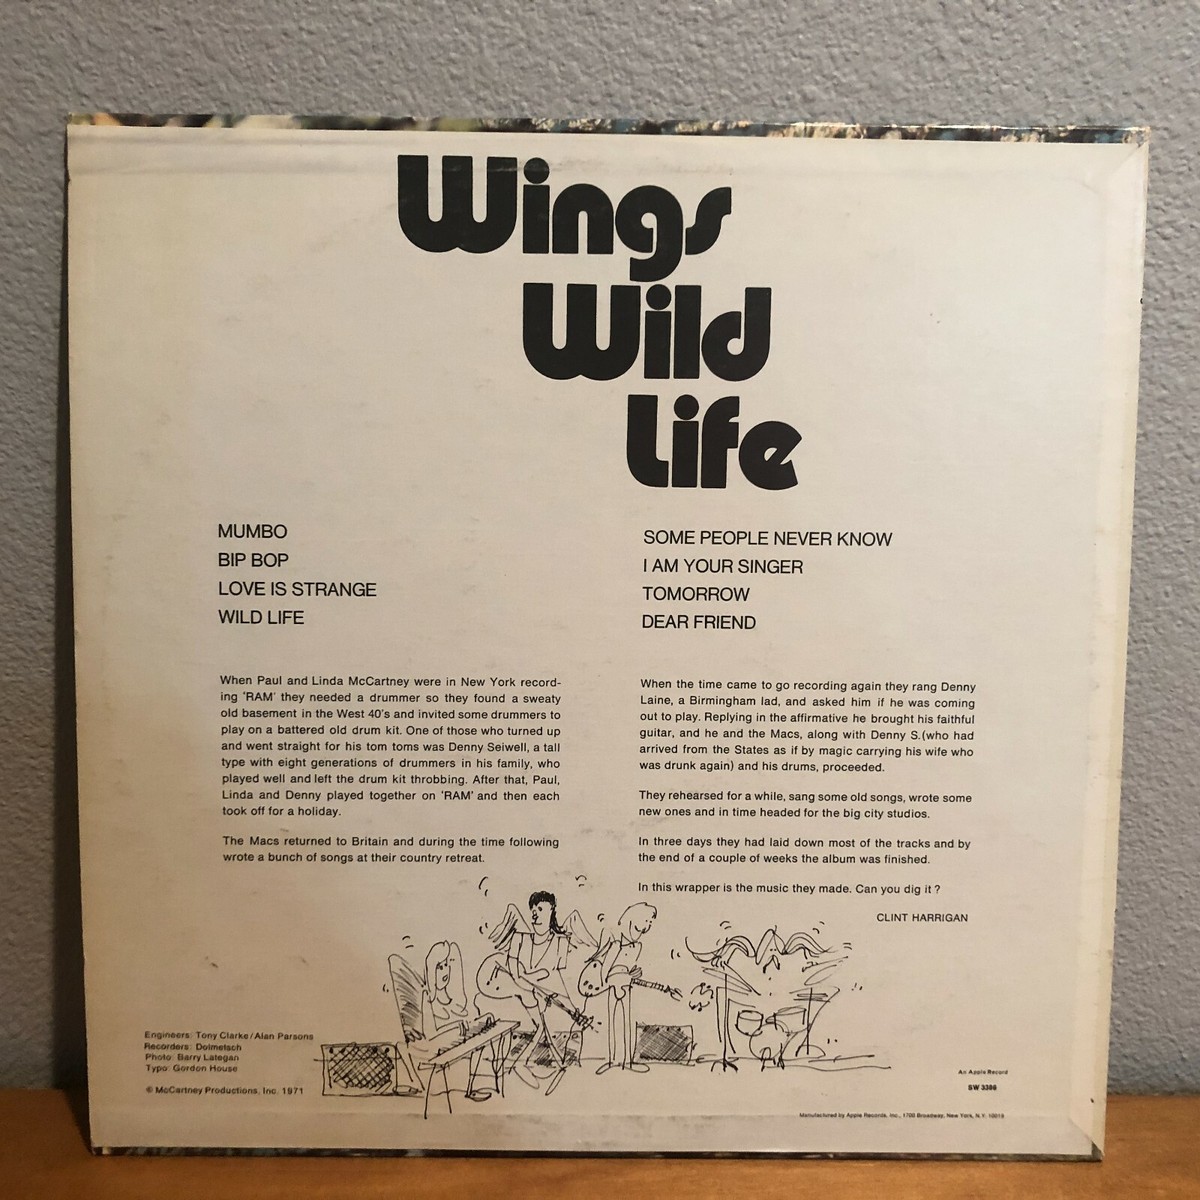 Wings
Wild
Life
MUMBO
BIP BOP
LOVE IS STRANGE
WILD LIFE
SOME PEOPLE NEVER KNOW
I AM YOUR SINGER
TOMORROW
DEAR FRIEND
When Paul and Linda McCartney were in New York record-
ing 'RAM' they needed a drummer so they found a sweaty
old basement in the West 40's and invited some drummers to
play on a battered old drum kit. One of those who turned up
and went straight for his tom toms was Denny Seiwell, a tall
type with eight generations of drummers in his family, who
played well and left the drum kit throbbing. After that, Paul,
Linda and Denny played together on 'RAM' and then each
took off for a holiday.
The Macs returned to Britain and during the time following
wrote a bunch of songs at their country retreat.
When the time came to go recording again they rang Denny
Laine, a Birmingham lad, and asked him if he was coming
out to play. Replying in the affirmative he brought his faithful
guitar, and he and the Macs, along with Denny S.(who had
arrived from the States as if by magic carrying his wife who
was drunk again) and his drums, proceeded.
They rehearsed for a while, sang some old songs, wrote some
new ones and in time headed for the big city studios.
In three days they had laid down most of the tracks and by
the end of a couple of weeks the album was finished.
In this wrapper is the music they made. Can you dig it?
CLINT HARRIGAN
Engineers: Tony Clarke/Alan Parsons
Recorders: Dolmetsch
Photo: Barry Lategan
Typo: Gordon House
© McCartney Productions, Inc. 1971
An Apple Record
SW 3386
Manufactured by Apple Records, Inc., 1700 Broadway, New York, N.Y. 10019